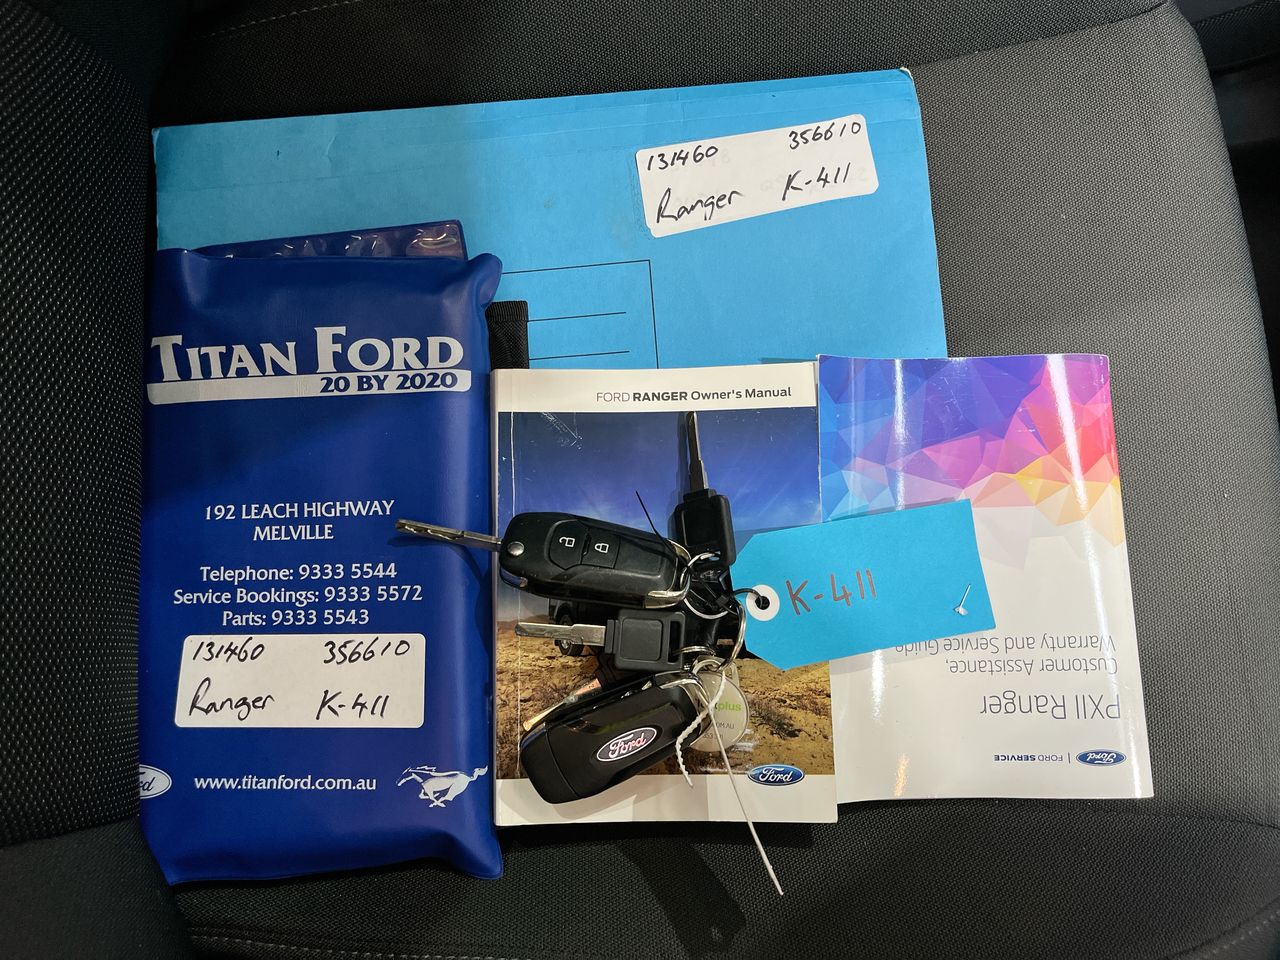 131460 356610
Ranger K-411
TITAN FORD
20 BY 2020
192 LEACH HIGHWAY
MELVILLE
Telephone: 9333 5544
Service Bookings: 9333 5572
Parts: 9333 5543
131460 356610
Ranger K-411
www.titanford.com.au
FORD RANGER Owner's Manual
K-411
Ford
plus
Ford
PXII Ranger
Customer Assistance,
Warranty and Service Guide
Ford | FORD SERVICE